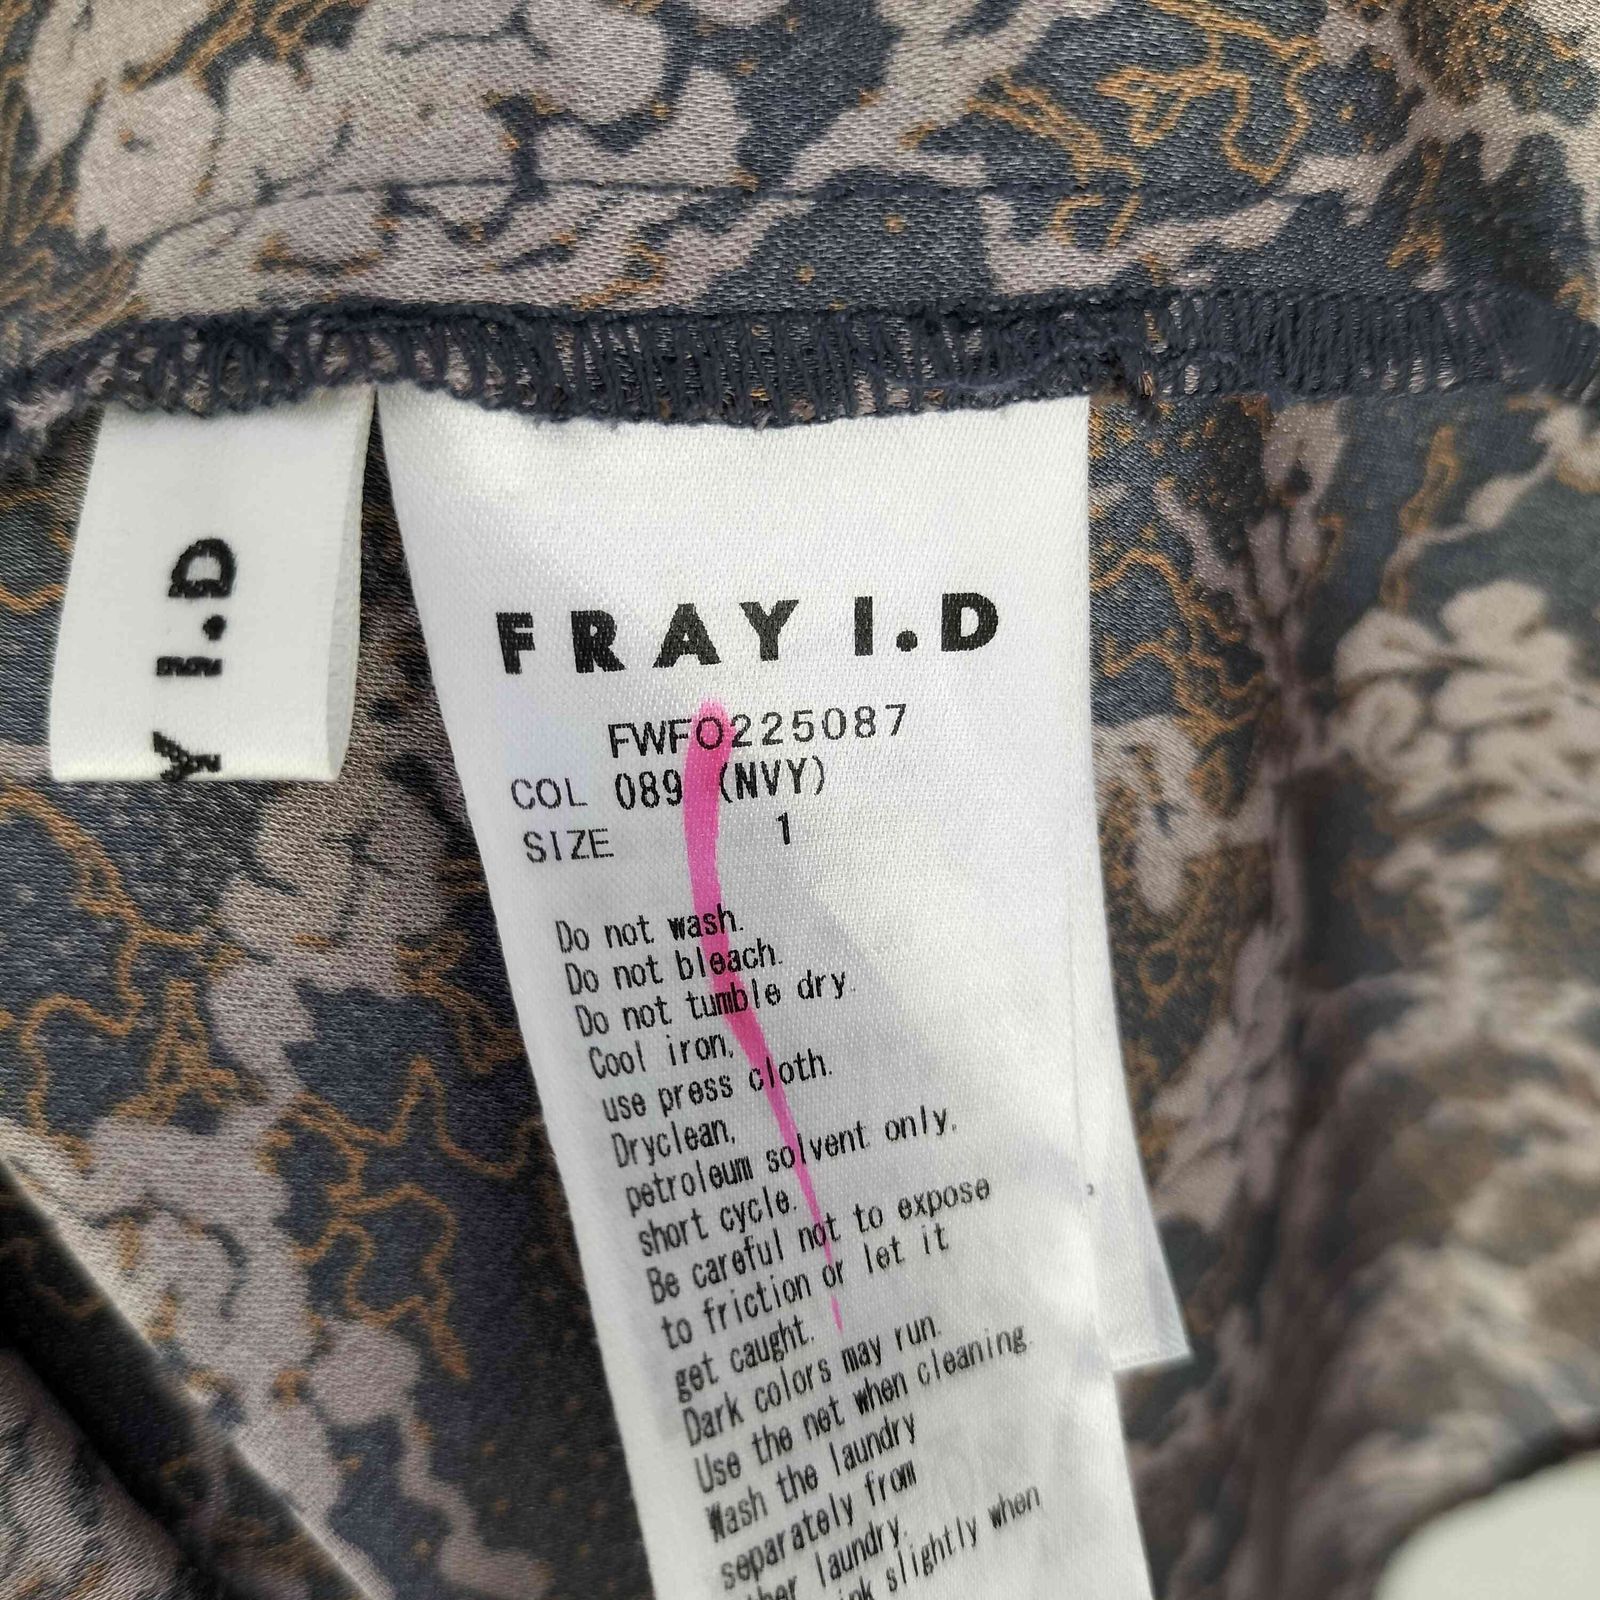 Y I.D
FRAY I.D
FWFO225087
COL 089 (NVY)
SIZE 1
Do not wash.
Do not bleach.
Do not tumble dry.
Cool iron.
use press cloth.
Dryclean,
petroleum solvent only.
short cycle.
Be careful not to expose
to friction or let it
get caught.
Dark colors may run.
Use the net when cleaning
Wash the laundry
separately from
laundry.
slightly when